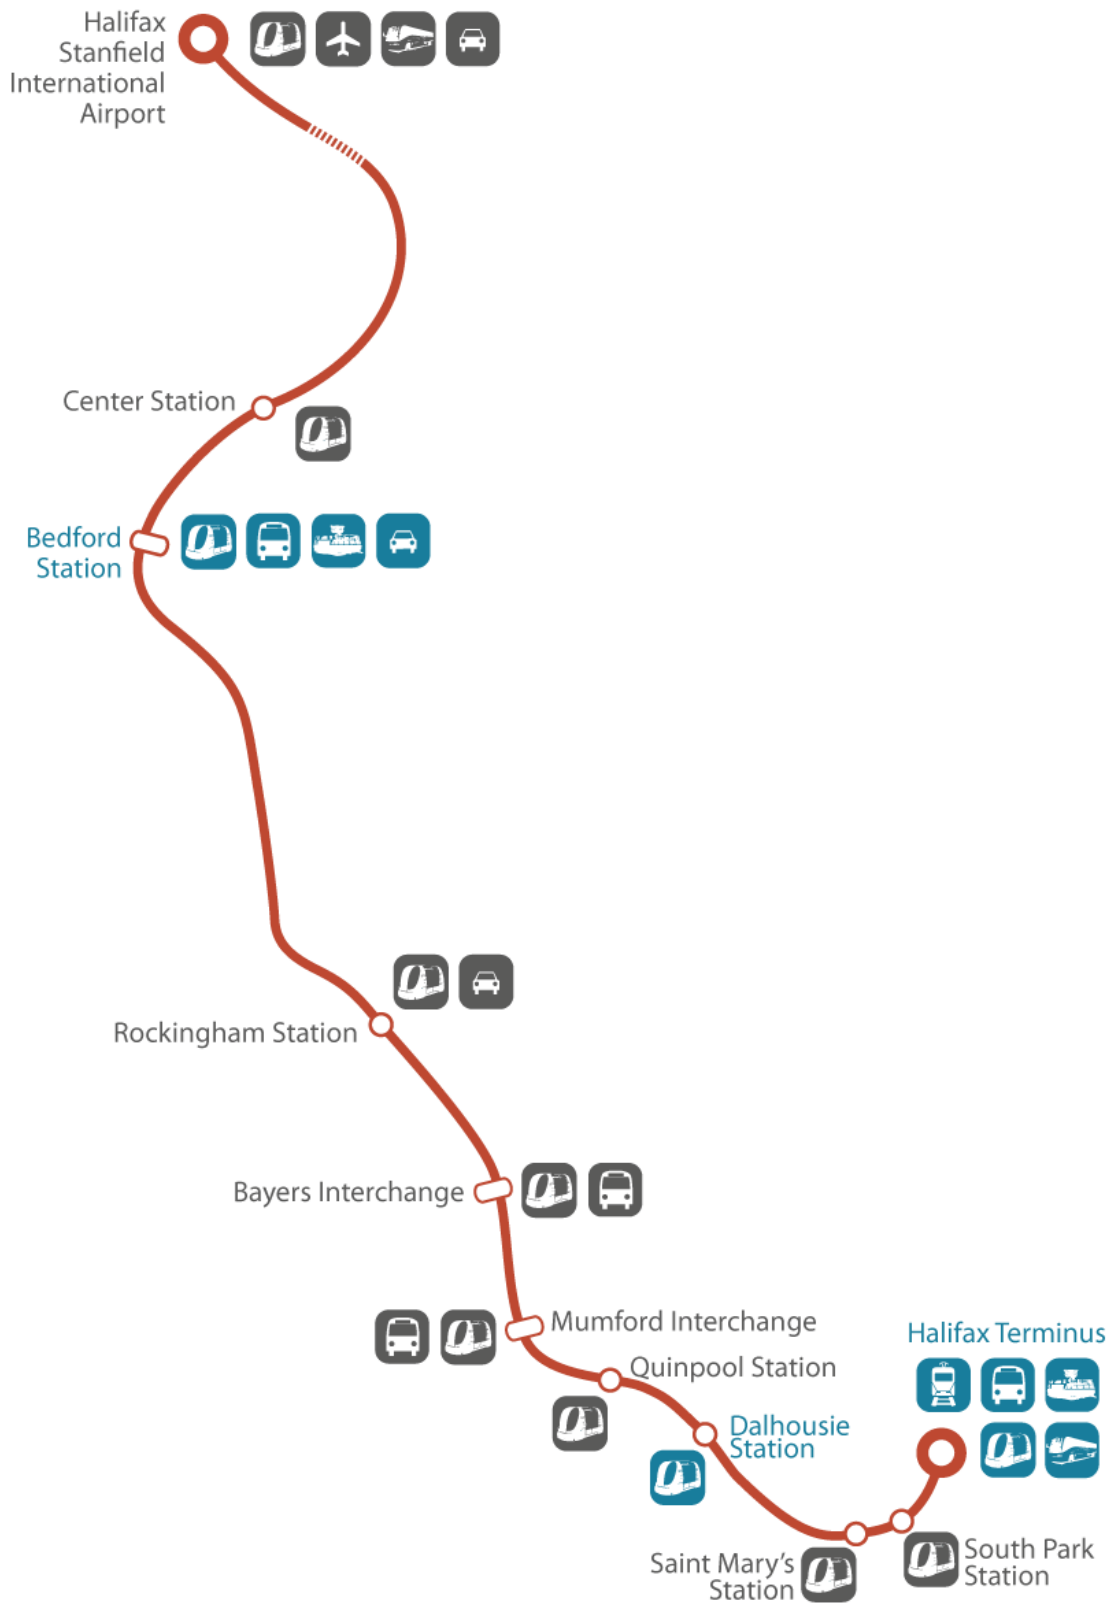 Halifax
Stanfield
International
Airport
Center Station
Bedford
Station
Rockingham Station
Bayers Interchange
Mumford Interchange
Halifax Terminus
Quinpool Station
Dalhousie
Station
South Park
Station
Saint Mary's
Station